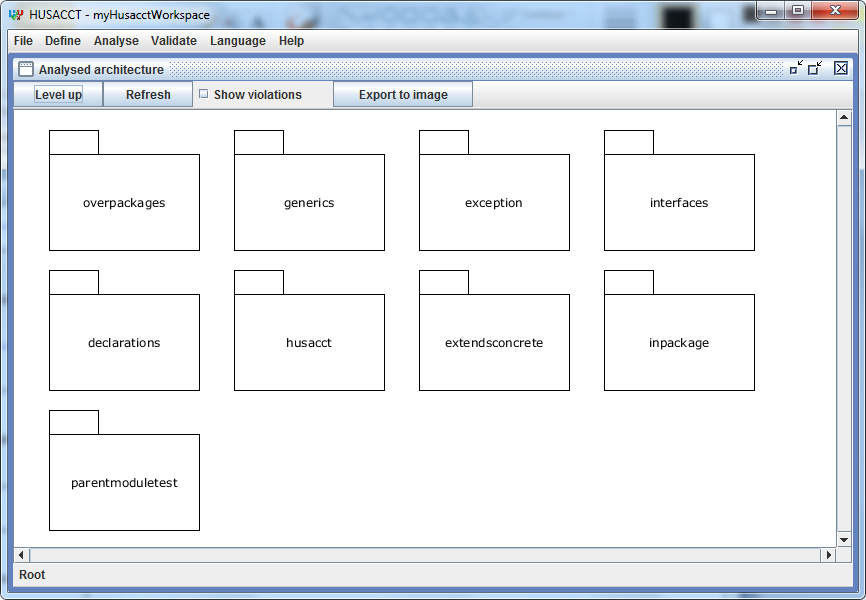 HUSACCT - myHusacctWorkspace
File Define Analyse Validate Language Help
Analysed architecture
Level up Refresh Show violations Export to image
overpackages generics exception interfaces
declarations husacct extendsconcrete inpackage
parentmoduletest
Root